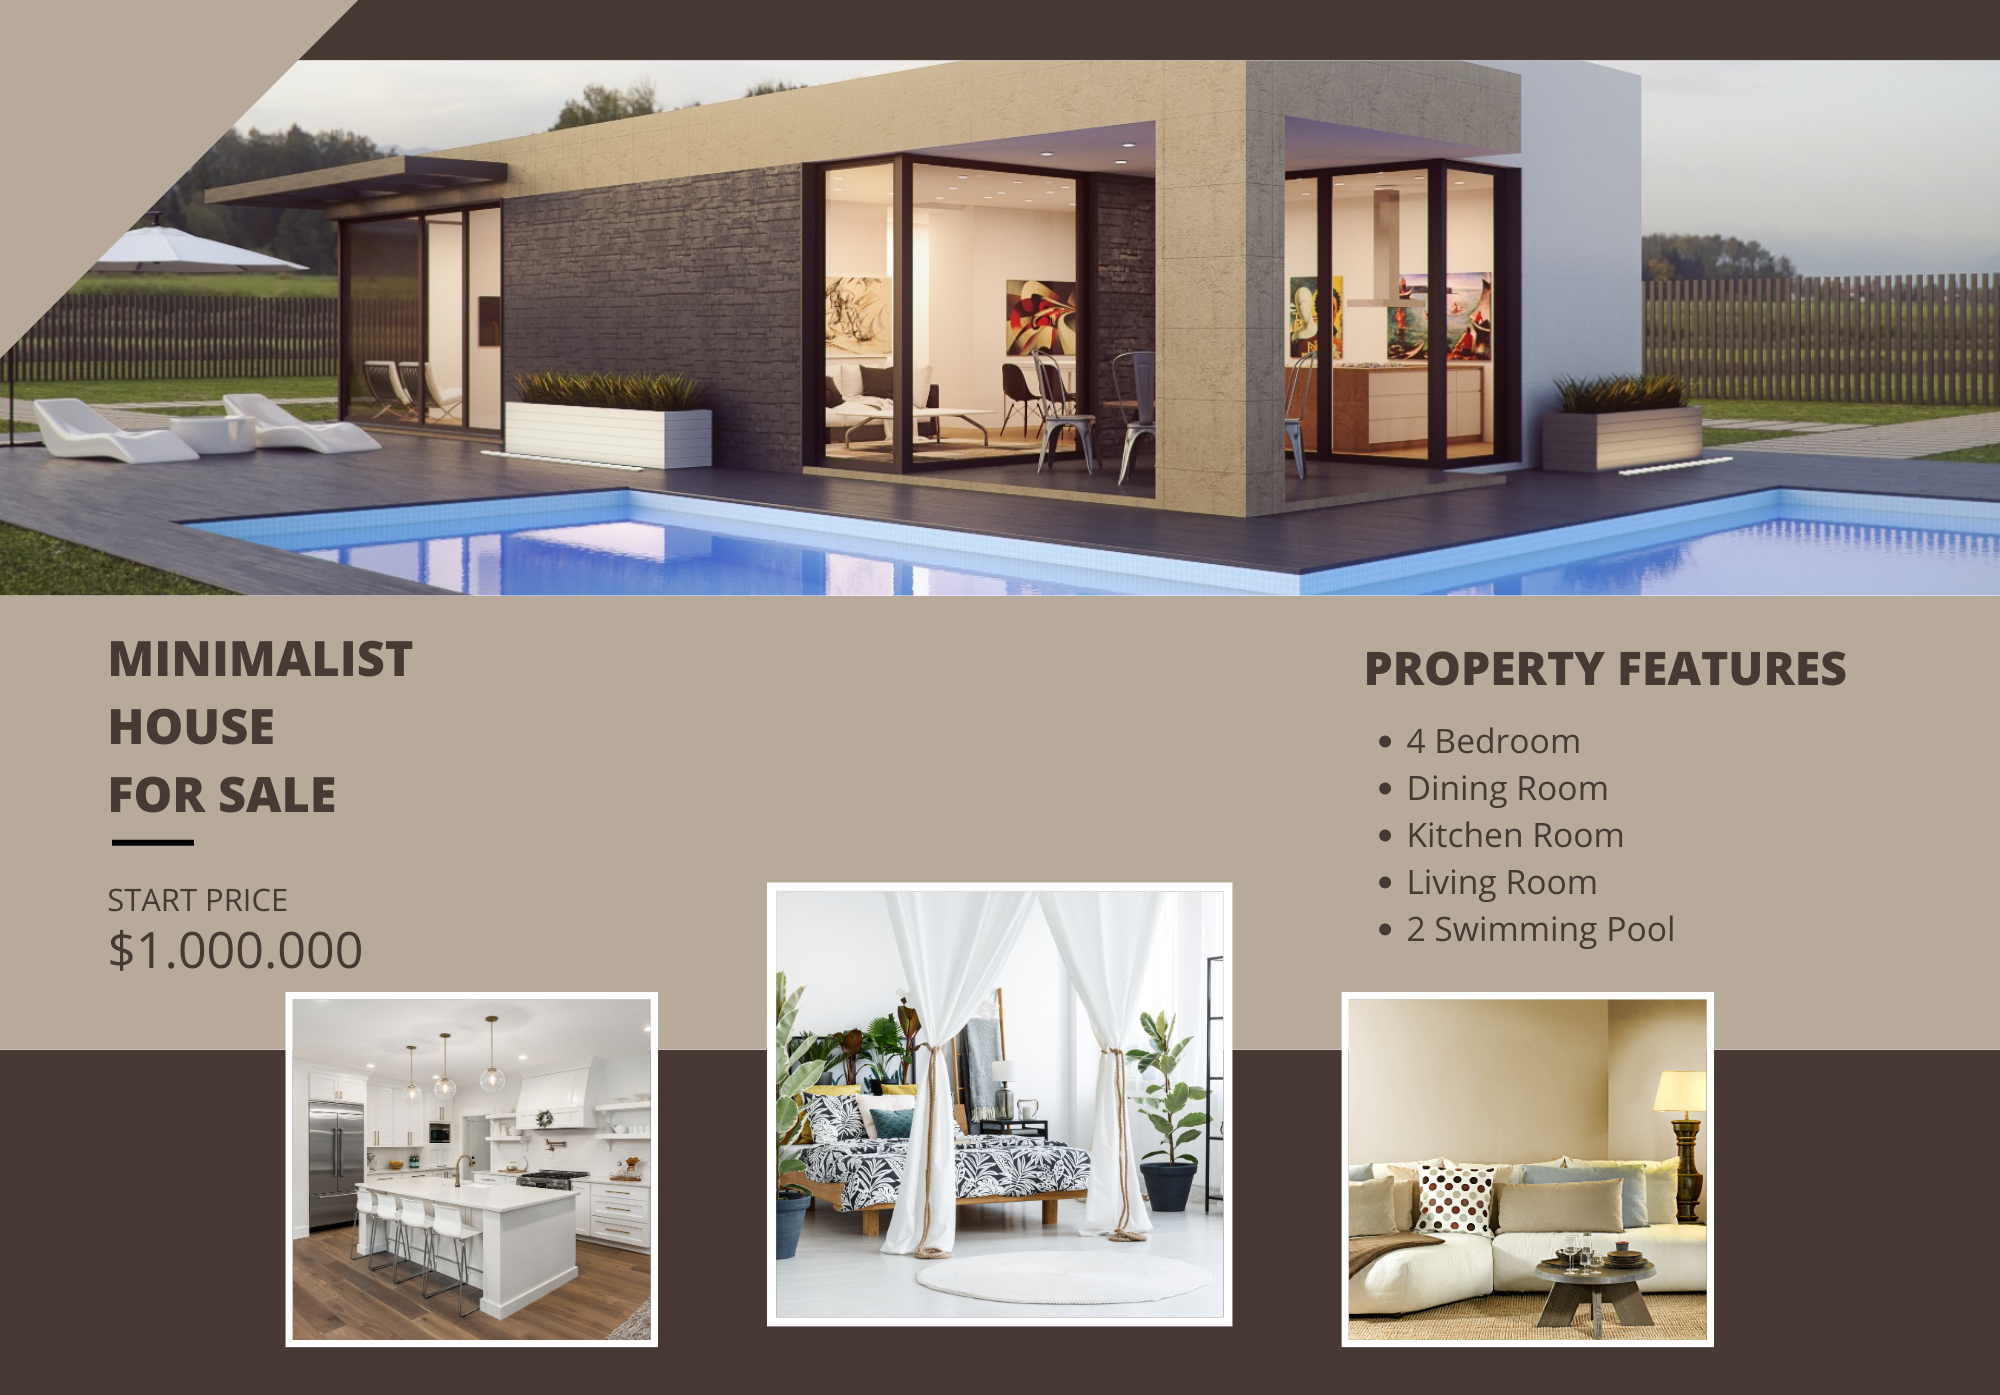 MINIMALIST
HOUSE
FOR SALE
START PRICE
$1.000.000
PROPERTY FEATURES
• 4 Bedroom
• Dining Room
• Kitchen Room
• Living Room
• 2 Swimming Pool